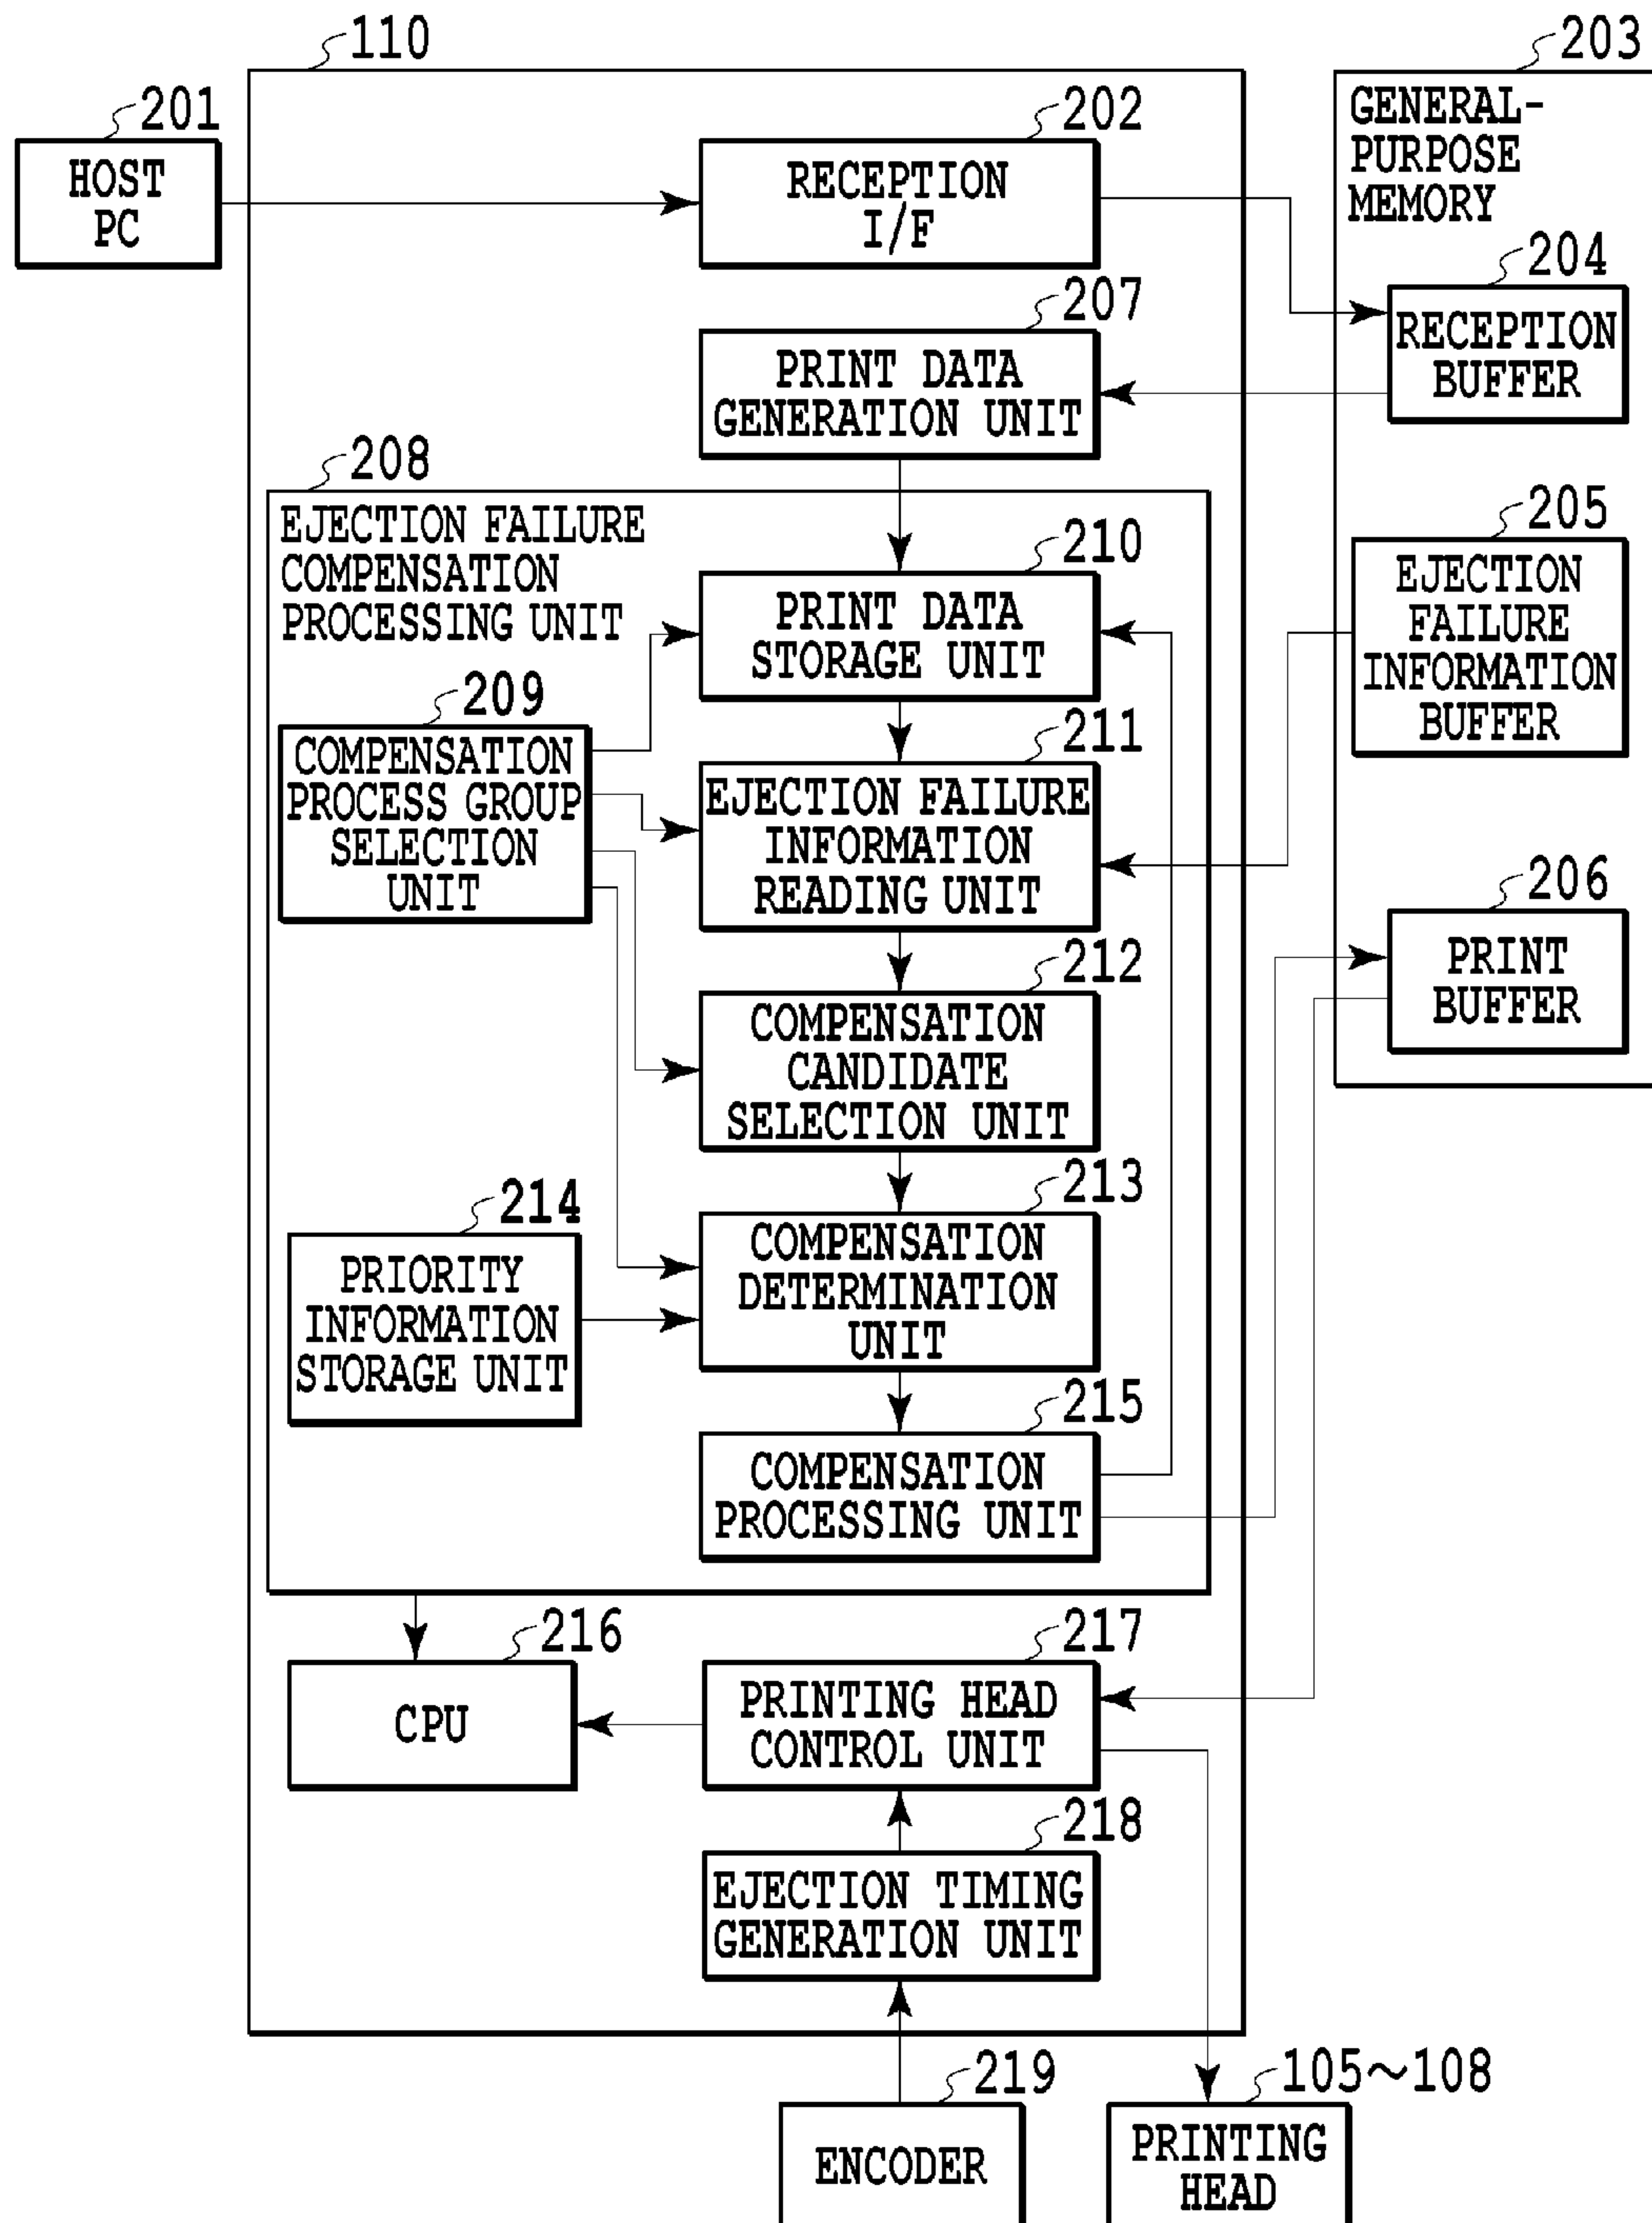 110
203
201
202
HOST
PC
RECEPTION
I/F
GENERAL-
PURPOSE
MEMORY
207
204
PRINT DATA
GENERATION UNIT
RECEPTION
BUFFER
208
EJECTION FAILURE
COMPENSATION
PROCESSING UNIT
210
PRINT DATA
STORAGE UNIT
205
EJECTION
FAILURE
INFORMATION
BUFFER
209
COMPENSATION
PROCESS GROUP
SELECTION
UNIT
211
EJECTION FAILURE
INFORMATION
READING UNIT
206
PRINT
BUFFER
212
COMPENSATION
CANDIDATE
SELECTION UNIT
214
PRIORITY
INFORMATION
STORAGE UNIT
213
COMPENSATION
DETERMINATION
UNIT
215
COMPENSATION
PROCESSING UNIT
216
CPU
217
PRINTING HEAD
CONTROL UNIT
218
EJECTION TIMING
GENERATION UNIT
219
ENCODER
105~108
PRINTING
HEAD